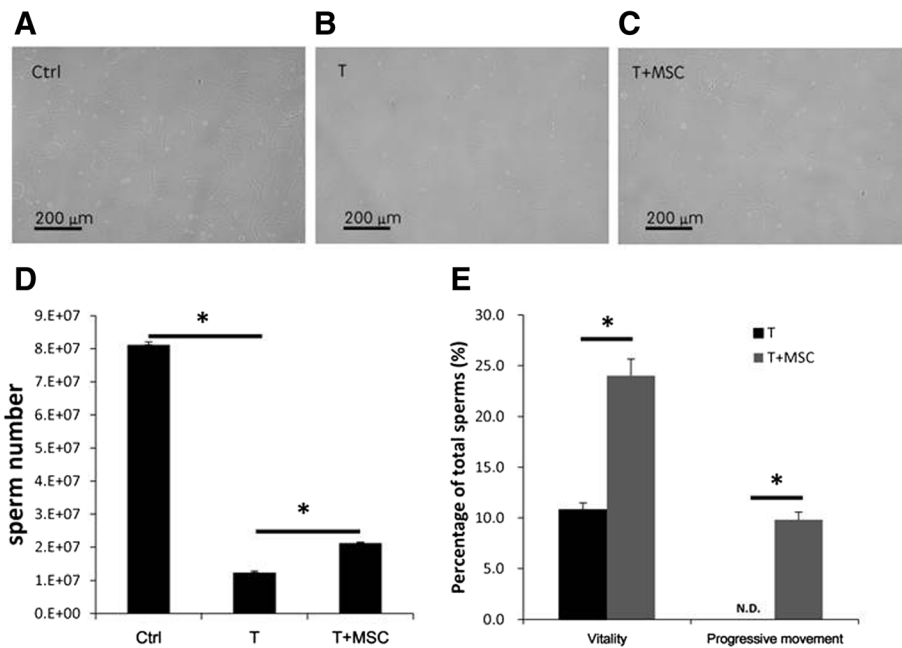 A
B
C
Ctrl
T
T+MSC
200 μm
200 μm
200 μm
D
E
sperm number
9.E+07
8.E+07
7.E+07
6.E+07
5.E+07
4.E+07
3.E+07
2.E+07
1.E+07
0.E+00
*
*
Ctrl
T
T+MSC
Percentage of total sperms (%)
30.0
25.0
20.0
15.0
10.0
5.0
0.0
*
*
T
T+MSC
N.D.
Vitality
Progressive movement